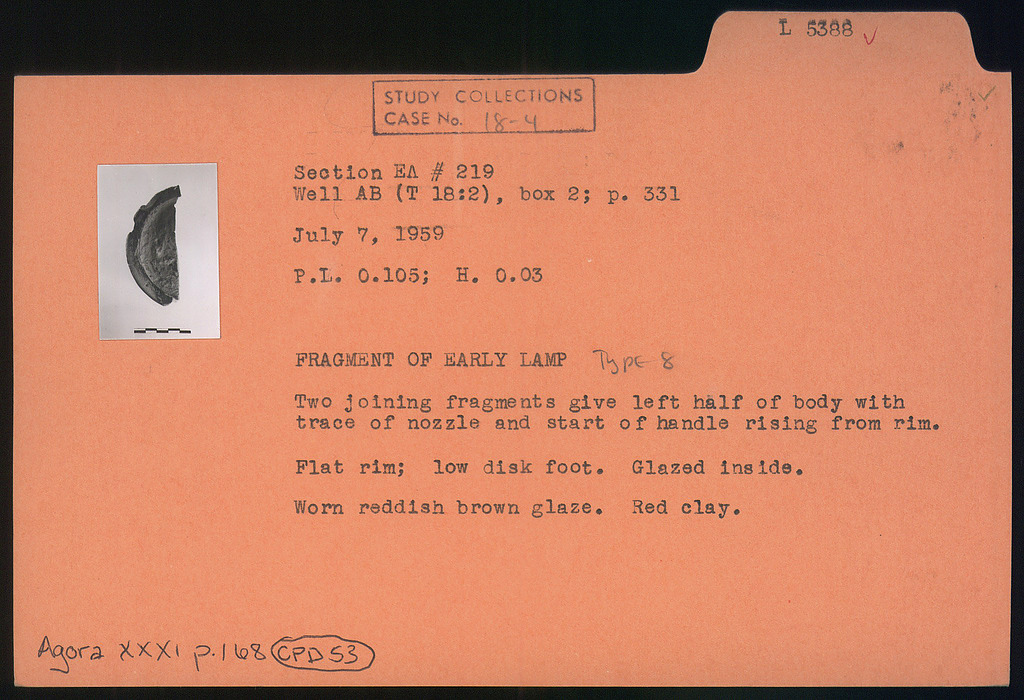 L 5388
STUDY COLLECTIONS
CASE No. 18-4
Section EA # 219
Well AB (T 18:2), box 2; p. 331
July 7, 1959
P.L. 0.105; H. 0.03
FRAGMENT OF EARLY LAMP Type 8
Two joining fragments give left half of body with
trace of nozzle and start of handle rising from rim.
Flat rim; low disk foot. Glazed inside.
Worn reddish brown glaze. Red clay.
Agora XXXI p.168 CPD 53